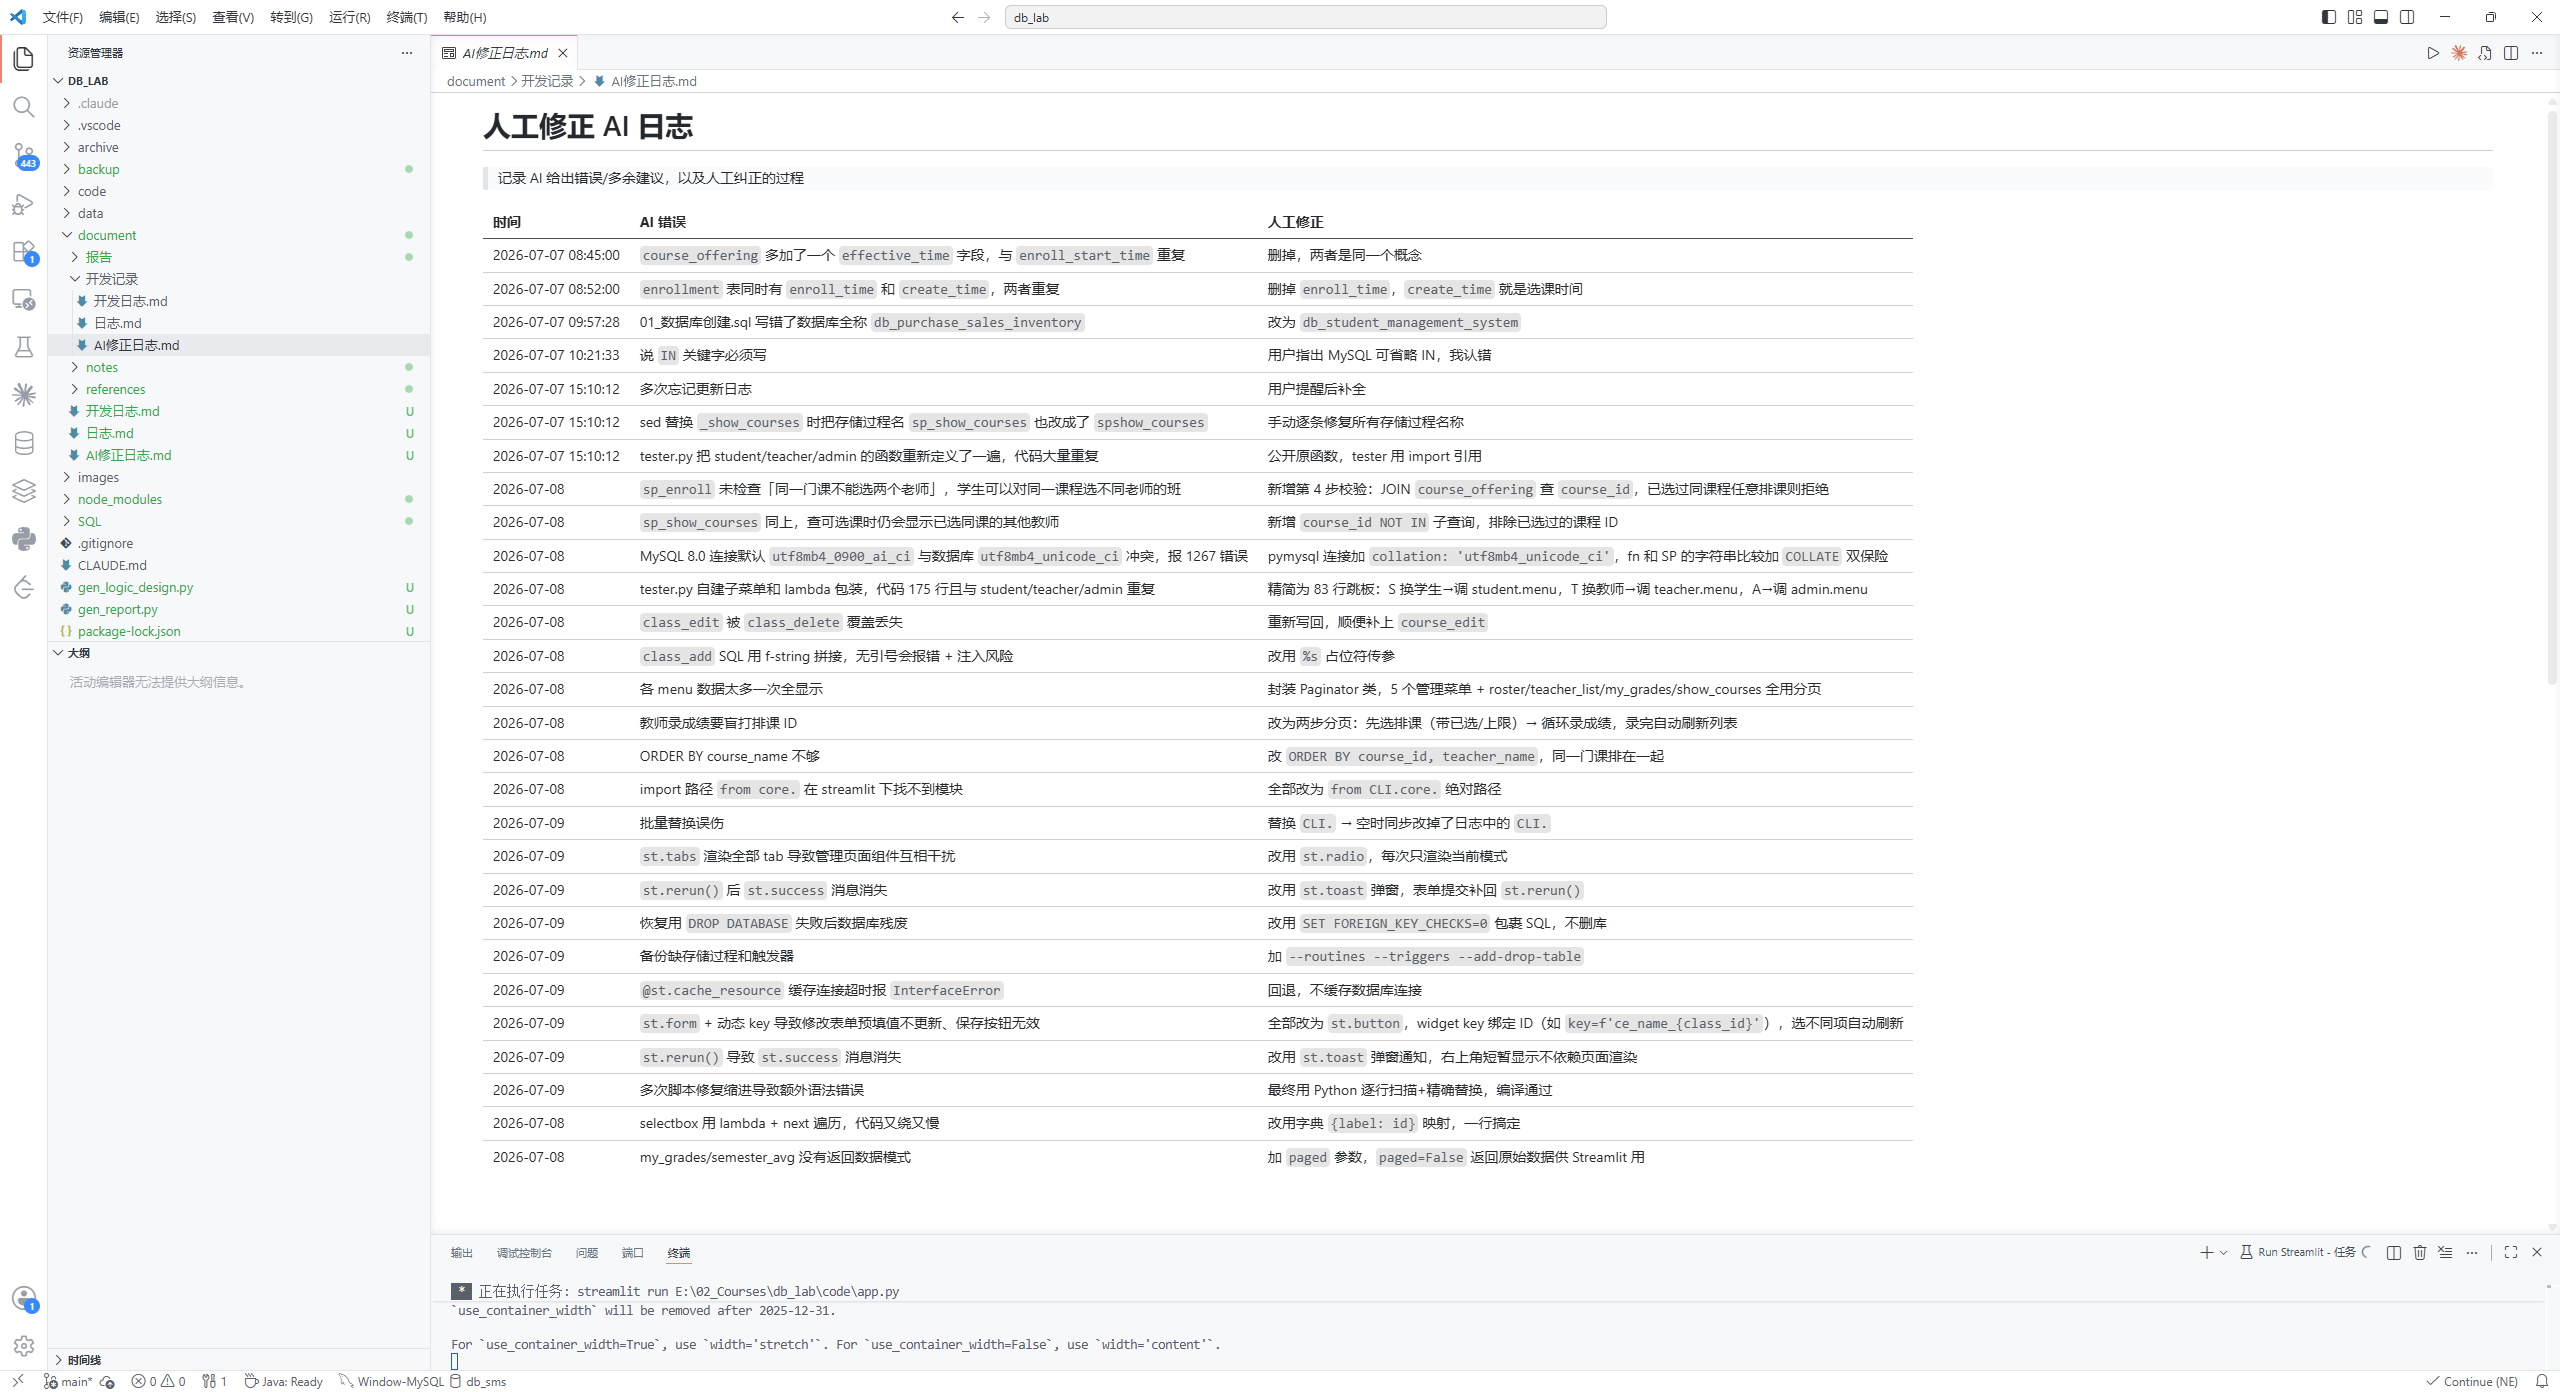 文件(F) 编辑(E) 选择(S) 查看(V) 转到(G) 运行(R) 终端(T) 帮助(H)
db_lab
资源管理器
DB_LAB
.claude
.vscode
archive
backup
code
data
document
报告
开发记录
开发日志.md
日志.md
AI修正日志.md
notes
references
开发日志.md U
日志.md U
AI修正日志.md U
images
node_modules
SQL
.gitignore
CLAUDE.md
gen_logic_design.py U
gen_report.py U
package-lock.json U
大纲
活动编辑器无法提供大纲信息。
时间线
443
1
1
AI修正日志.md
document > 开发记录 > AI修正日志.md
人工修正 AI 日志
记录 AI 给出错误/多余建议，以及人工纠正的过程
时间 AI 错误 人工修正
2026-07-07 08:45:00 course_offering 多加了一个 effective_time 字段，与 enroll_start_time 重复 删掉，两者是同一个概念
2026-07-07 08:52:00 enrollment 表同时有 enroll_time 和 create_time，两者重复 删掉 enroll_time，create_time 就是选课时间
2026-07-07 09:57:28 01_数据库创建.sql 写错了数据库全称 db_purchase_sales_inventory 改为 db_student_management_system
2026-07-07 10:21:33 说 IN 关键字必须写 用户指出 MySQL 可省略 IN，我认错
2026-07-07 15:10:12 多次忘记更新日志 用户提醒后补全
2026-07-07 15:10:12 sed 替换 _show_courses 时把存储过程名 sp_show_courses 也改成了 spshow_courses 手动逐条修复所有存储过程名称
2026-07-07 15:10:12 tester.py 把 student/teacher/admin 的函数重新定义了一遍，代码大量重复 公开原函数，tester 用 import 引用
2026-07-08 sp_enroll 未检查「同一门课不能选两个老师」，学生可以对同一课程选不同老师的班 新增第 4 步校验：JOIN course_offering 查 course_id，已选过同课程任意排课则拒绝
2026-07-08 sp_show_courses 同上，查可选课时仍会显示已选同课的其他教师 新增 course_id NOT IN 子查询，排除已选过的课程 ID
2026-07-08 MySQL 8.0 连接默认 utf8mb4_0900_ai_ci 与数据库 utf8mb4_unicode_ci 冲突，报 1267 错误 pymysql 连接加 collation: 'utf8mb4_unicode_ci'，fn 和 SP 的字符串比较加 COLLATE 双保险
2026-07-08 tester.py 自建子菜单和 lambda 包装，代码 175 行且与 student/teacher/admin 重复 精简为 83 行跳板：S 换学生→调 student.menu，T 换教师→调 teacher.menu，A→调 admin.menu
2026-07-08 class_edit 被 class_delete 覆盖丢失 重新写回，顺便补上 course_edit
2026-07-08 class_add SQL 用 f-string 拼接，无引号会报错 + 注入风险 改用 %s 占位符传参
2026-07-08 各 menu 数据太多一次全显示 封装 Paginator 类，5 个管理菜单 + roster/teacher_list/my_grades/show_courses 全用分页
2026-07-08 教师录成绩要盲打排课 ID 改为两步分页：先选排课（带已选/上限）→ 循环录成绩，录完自动刷新列表
2026-07-08 ORDER BY course_name 不够 改 ORDER BY course_id, teacher_name，同一门课排在一起
2026-07-08 import 路径 from core. 在 streamlit 下找不到模块 全部改为 from CLI.core. 绝对路径
2026-07-09 批量替换误伤 替换 CLI. → 空时同步改掉了日志中的 CLI.
2026-07-09 st.tabs 渲染全部 tab 导致管理页面组件互相干扰 改用 st.radio，每次只渲染当前模式
2026-07-09 st.rerun() 后 st.success 消息消失 改用 st.toast 弹窗，表单提交补回 st.rerun()
2026-07-09 恢复用 DROP DATABASE 失败后数据库残废 改用 SET FOREIGN_KEY_CHECKS=0 包裹 SQL，不删库
2026-07-09 备份缺存储过程和触发器 加 --routines --triggers --add-drop-table
2026-07-09 @st.cache_resource 缓存连接超时报 InterfaceError 回退，不缓存数据库连接
2026-07-09 st.form + 动态 key 导致修改表单预填值不更新、保存按钮无效 全部改为 st.button，widget key 绑定 ID（如 key=f'ce_name_{class_id}'），选不同项自动刷新
2026-07-09 st.rerun() 导致 st.success 消息消失 改用 st.toast 弹窗通知，右上角短暂显示不依赖页面渲染
2026-07-09 多次脚本修复缩进导致额外语法错误 最终用 Python 逐行扫描+精确替换，编译通过
2026-07-08 selectbox 用 lambda + next 遍历，代码又绕又慢 改用字典 {label: id} 映射，一行搞定
2026-07-08 my_grades/semester_avg 没有返回数据模式 加 paged 参数，paged=False 返回原始数据供 Streamlit 用
输出 调试控制台 问题 端口 终端
Run Streamlit - 任务
* 正在执行任务: streamlit run E:\02_Courses\db_lab\code\app.py
`use_container_width` will be removed after 2025-12-31.
For `use_container_width=True`, use `width='stretch'`. For `use_container_width=False`, use `width='content'`.
main* 0 0 1 Java: Ready Window-MySQL db_sms Continue (NE)